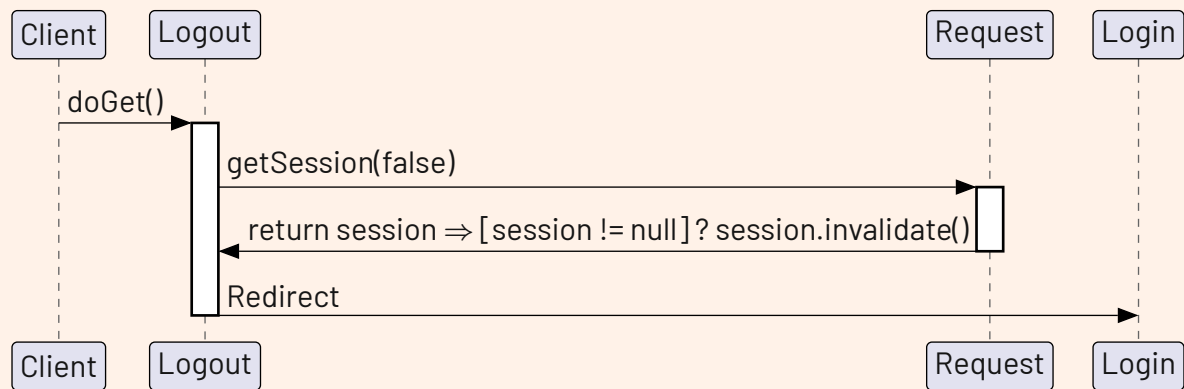 Client Logout Request Login
doGet()
getSession(false)
return session ⇒ [session != null] ? session.invalidate()
Redirect
Client Logout Request Login